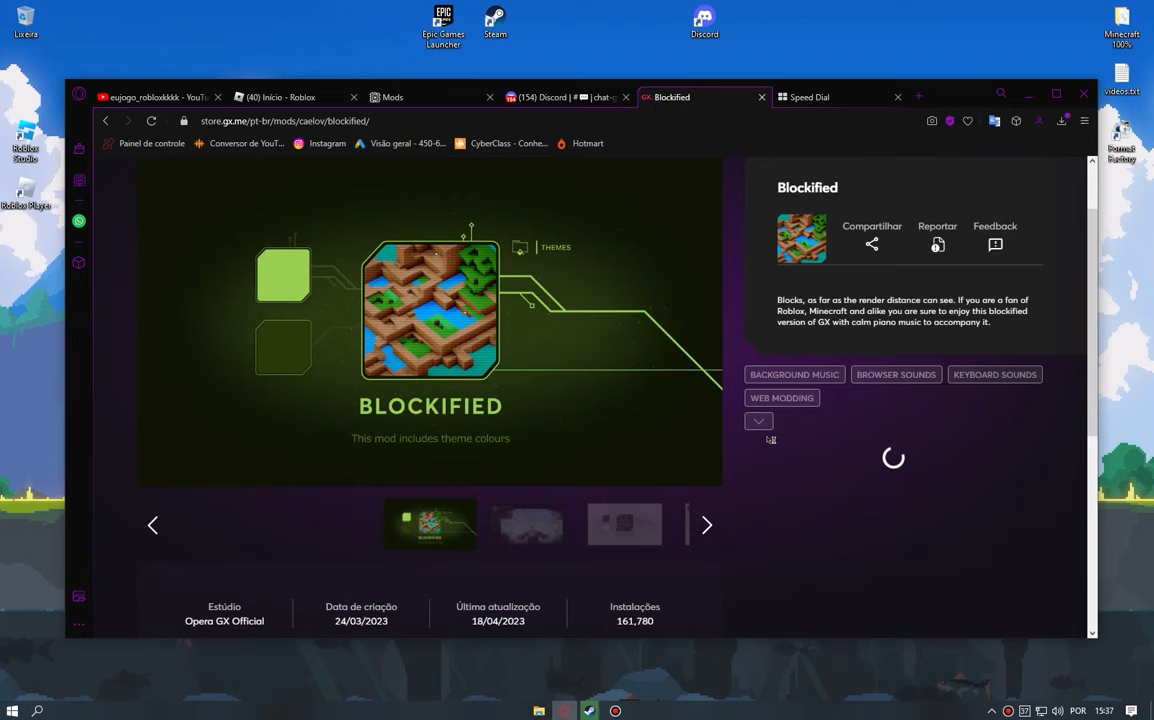 Lixeira
EPIC
GAMES
Epic Games
Launcher
Steam
Discord
Minecraft
100%
videos.txt
Format
Factory
Roblox
Studio
Roblox Player
eujogo_robloxkkkk - YouTu
(40) Início - Roblox
Mods
(154) Discord | #
GX Blockified
Speed Dial
store.gx.me/pt-br/mods/caelov/blockified/
Painel de controle
Conversor de YouT...
Instagram
Visão geral - 450-6...
CyberClass - Conhe...
Hotmart
THEMES
BLOCKIFIED
This mod includes theme colours
Blockified
Compartilhar
Reportar
Feedback
Blocks, as far as the render distance can see. If you are a fan of
Roblox, Minecraft and alike you are sure to enjoy this blockified
version of GX with calm piano music to accompany it.
BACKGROUND MUSIC
BROWSER SOUNDS
KEYBOARD SOUNDS
WEB MODDING
Estúdio
Opera GX Official
Data de criação
24/03/2023
Última atualização
18/04/2023
Instalações
161,780
37
POR
15:37